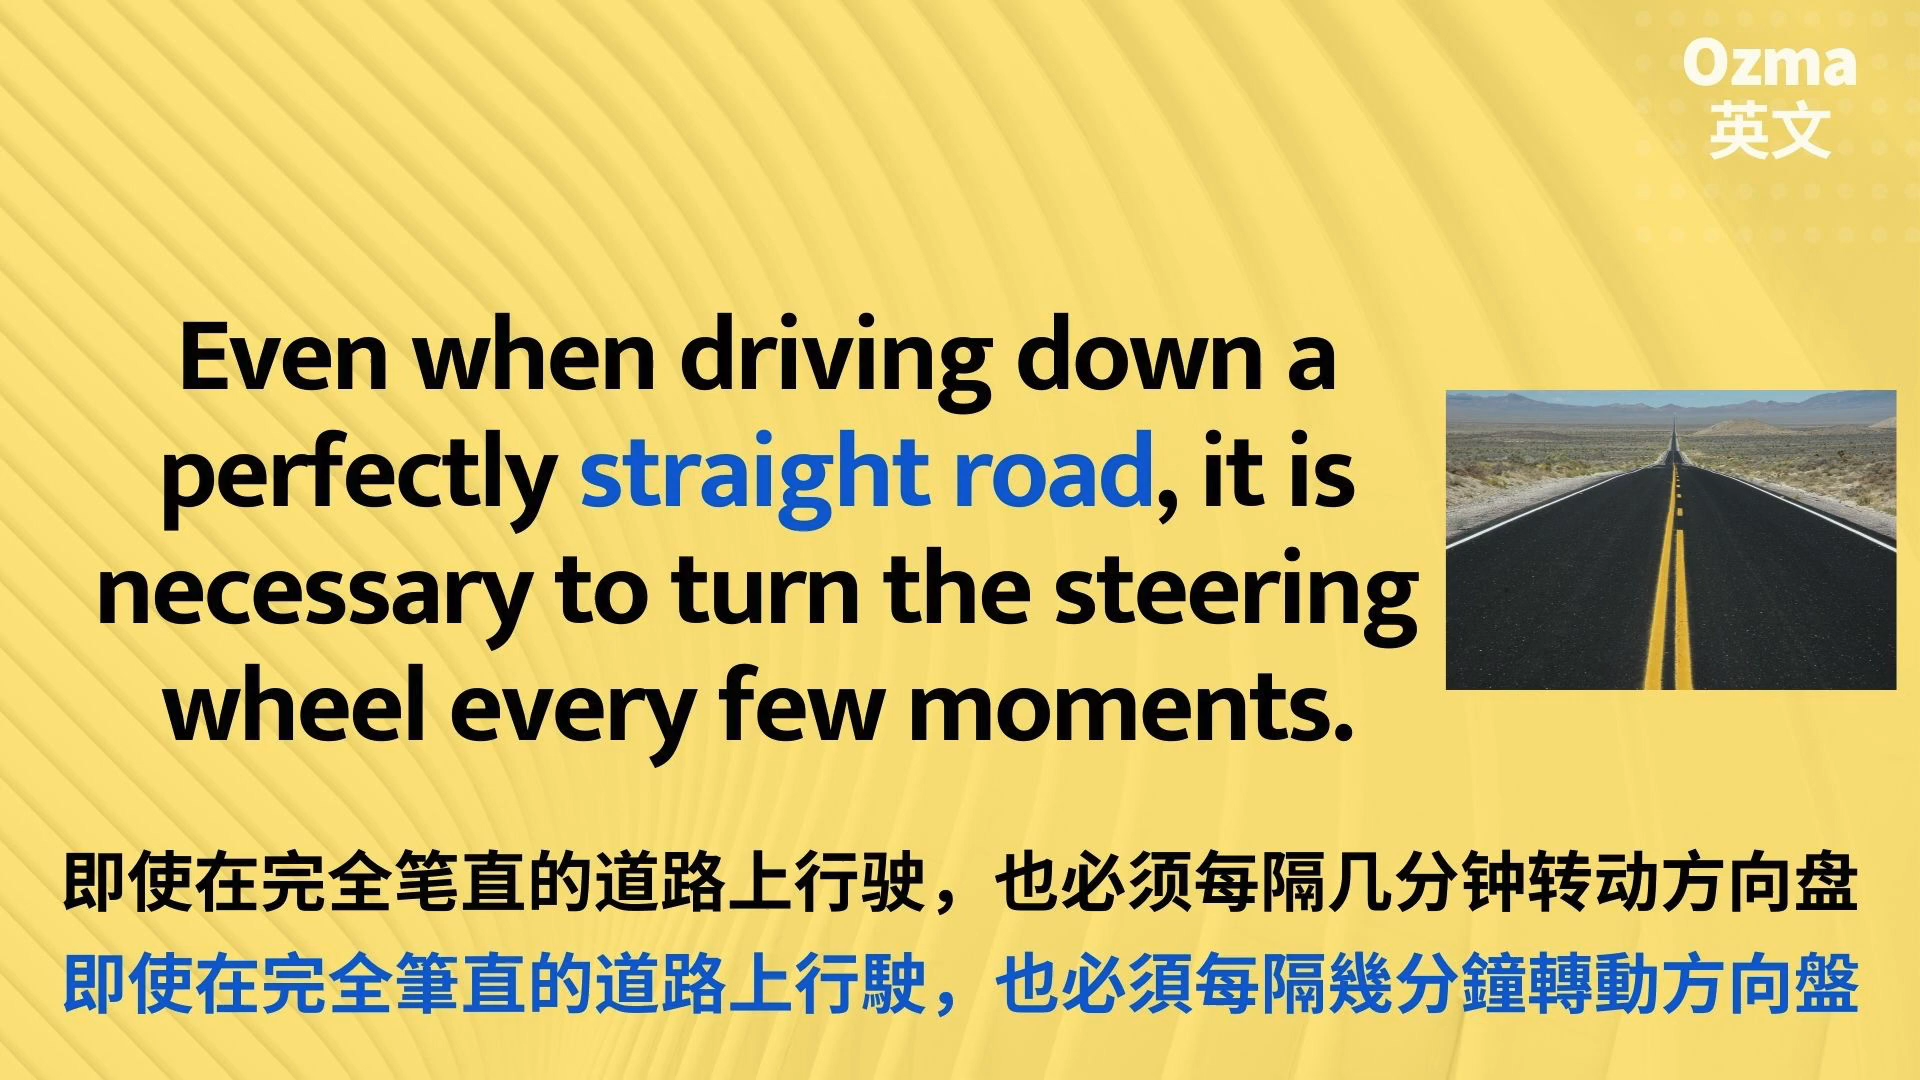 Ozma
英文
Even when driving down a
perfectly straight road, it is
necessary to turn the steering
wheel every few moments.
即使在完全笔直的道路上行驶，也必须每隔几分钟转动方向盘
即使在完全筆直的道路上行駛，也必須每隔幾分鐘轉動方向盤